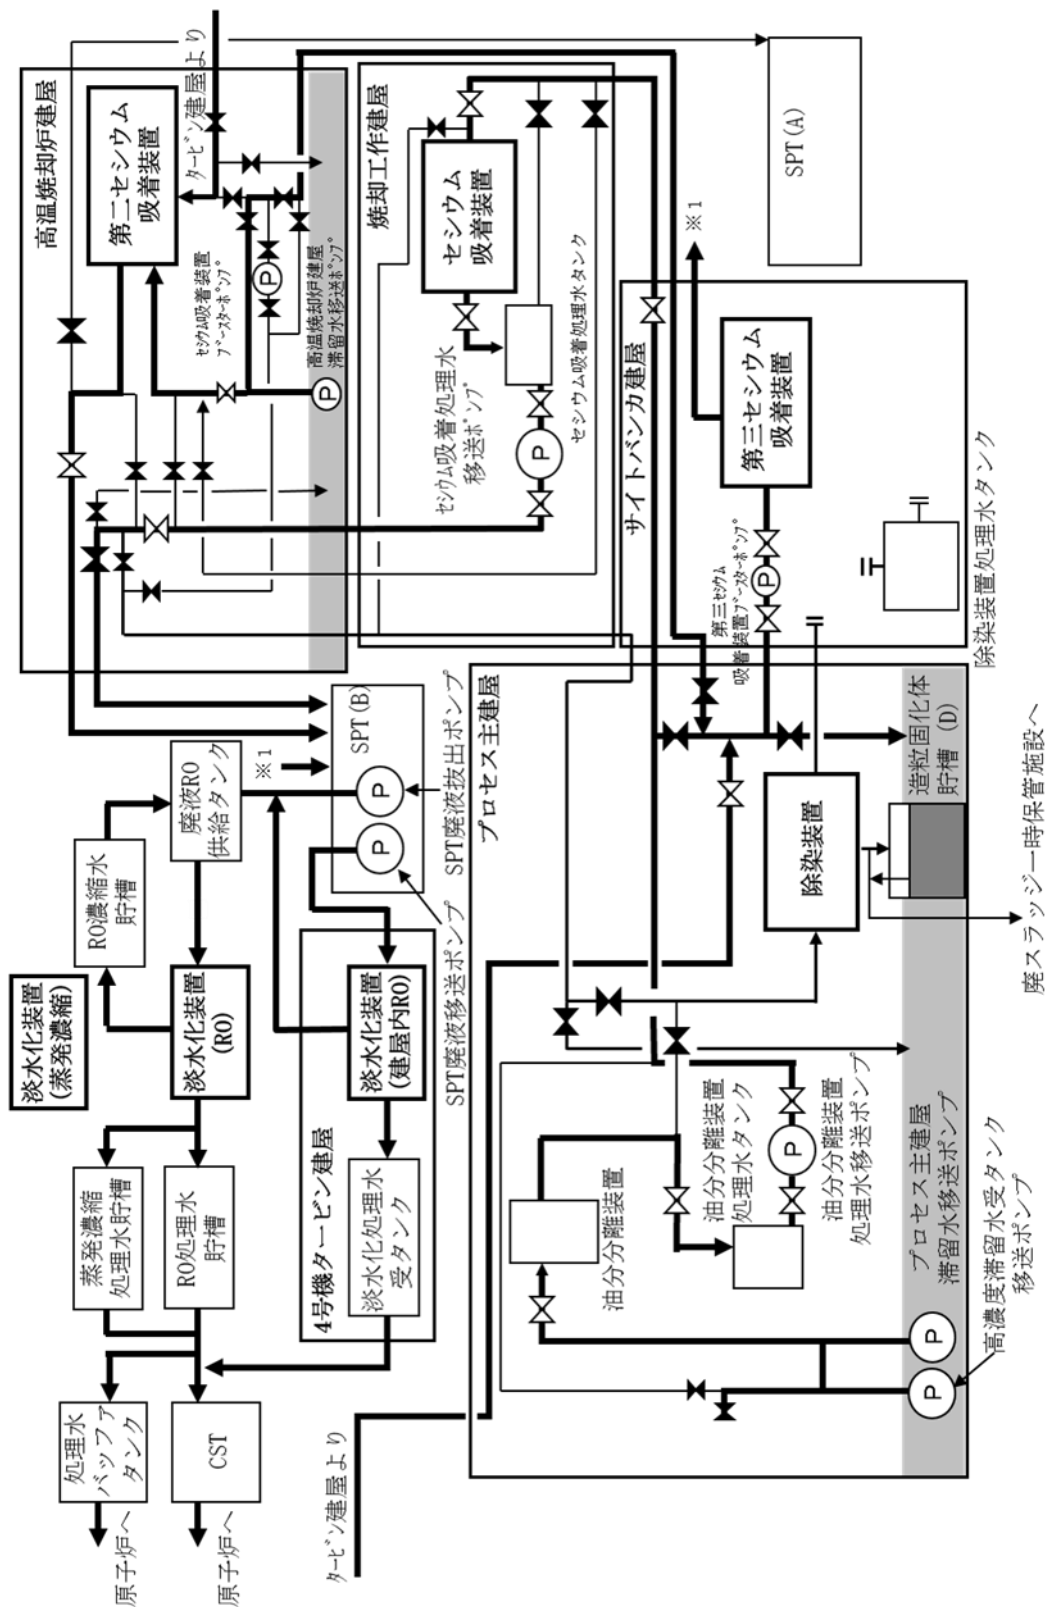 原子炉へ
処理水
バッファ
タンク
原子炉へ
CST
蒸発濃縮
処理水貯槽
RO処理水
貯槽
淡水化装置
(蒸発濃縮)
淡水化装置
(RO)
RO濃縮水
貯槽
廃液RO
供給タンク
※1
4号機タービン建屋
淡水化処理水
受タンク
淡水化装置
(建屋内RO)
SPT(B)
P
P
SPT廃液移送ポンプ
SPT廃液抜出ポンプ
高温焼却炉建屋
第二セシウム
吸着装置
タービン建屋より
セシウム吸着装置
ブースターポンプ
P
高温焼却炉建屋
滞留水移送ポンプ
P
焼却工作建屋
セシウム
吸着装置
セシウム吸着処理水
移送ポンプ
P
セシウム吸着処理水タンク
SPT(A)
サイトバンカ建屋
※1
第三セシウム
吸着装置
第三セシウム
吸着装置ブースターポンプ
P
除染装置処理水タンク
タービン建屋より
プロセス主建屋
油分分離装置
油分分離装置
処理水タンク
P
油分分離装置
処理水移送ポンプ
除染装置
造粒固化体
貯槽(D)
廃スラッジ一時保管施設へ
プロセス主建屋
滞留水移送ポンプ
P
P
高濃度滞留水受タンク
移送ポンプ